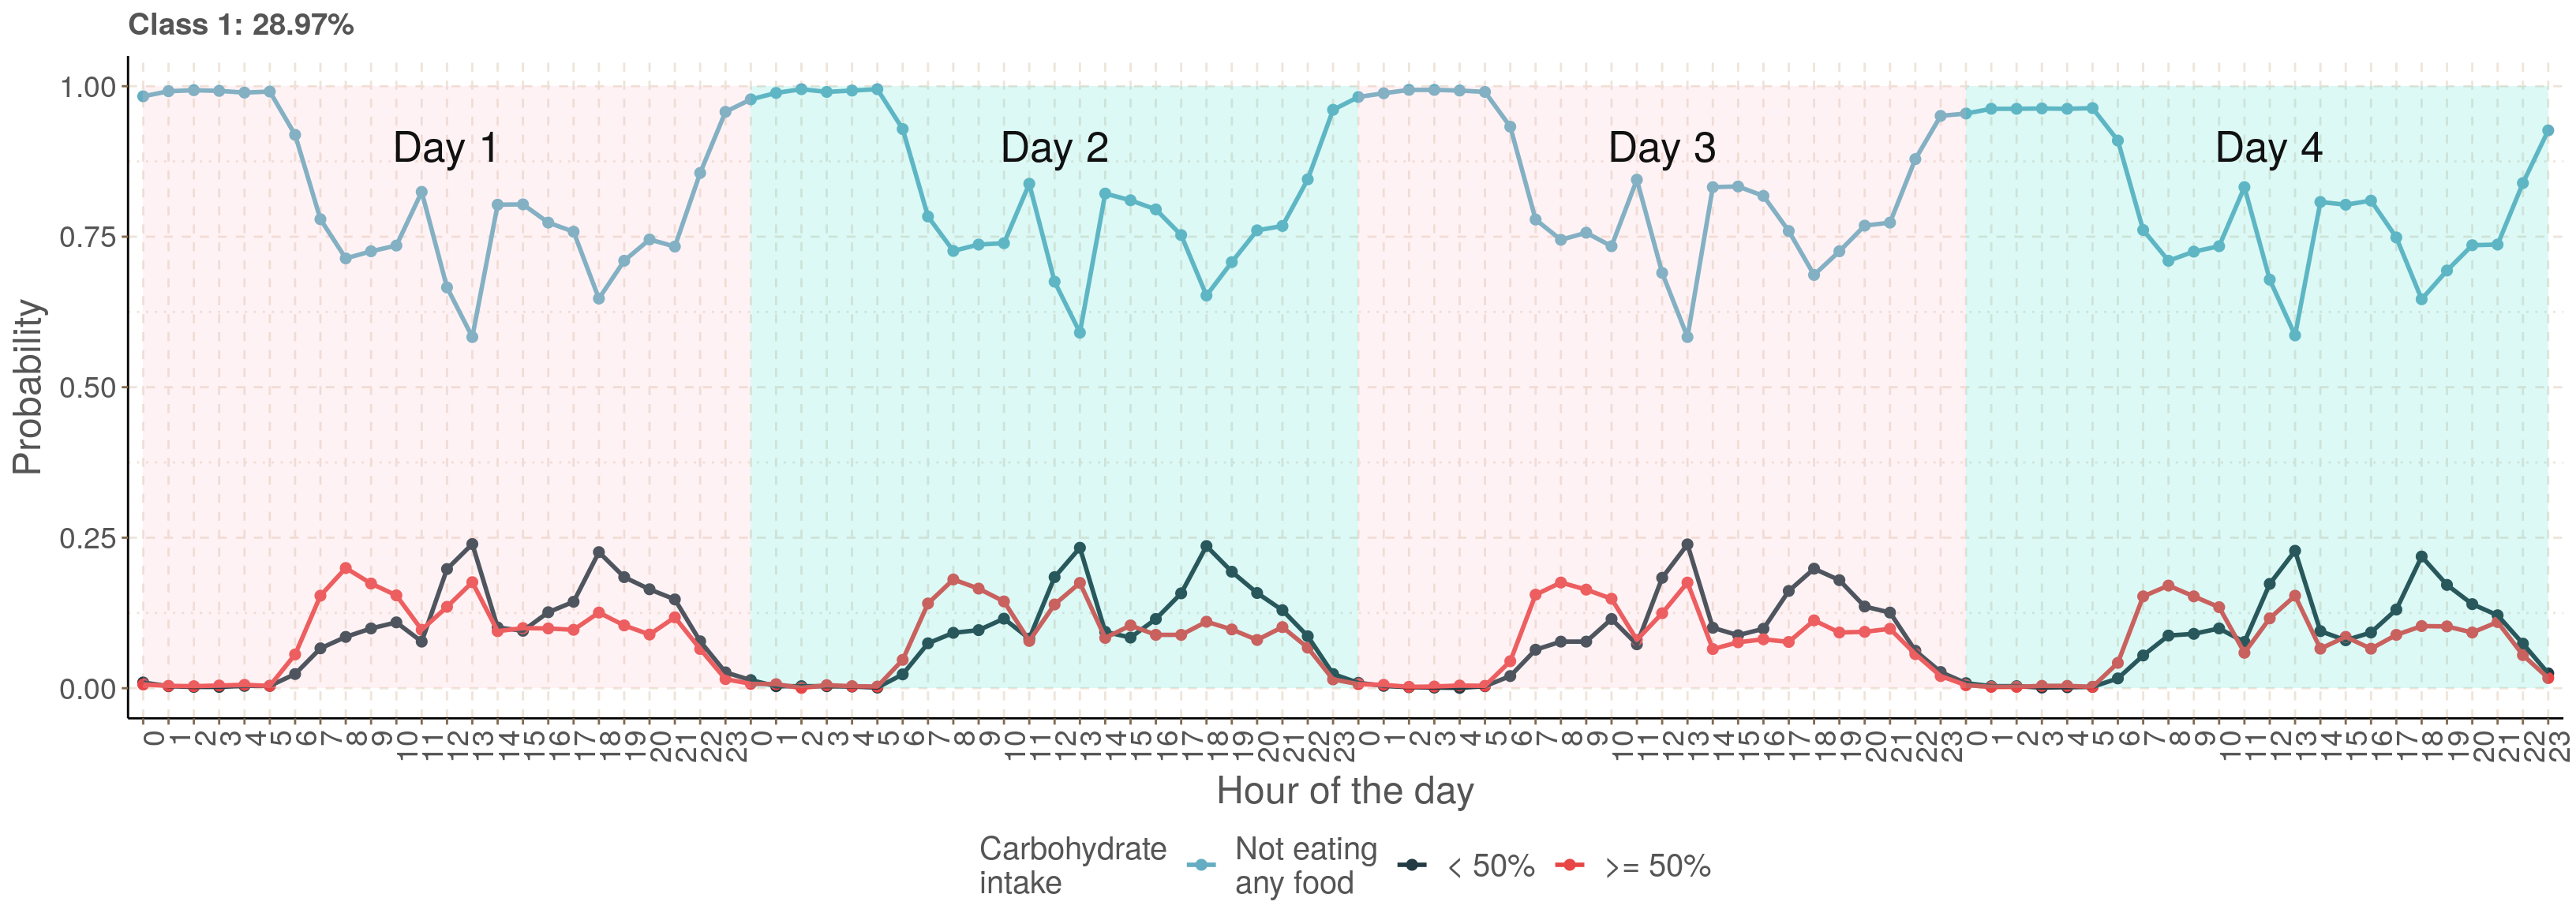 Class 1: 28.97%
1.00
0.75
0.50
0.25
0.00
Probability
Day 1
Day 2
Day 3
Day 4
0 1 2 3 4 5 6 7 8 9 10 11 12 13 14 15 16 17 18 19 20 21 22 23 0 1 2 3 4 5 6 7 8 9 10 11 12 13 14 15 16 17 18 19 20 21 22 23 0 1 2 3 4 5 6 7 8 9 10 11 12 13 14 15 16 17 18 19 20 21 22 23 0 1 2 3 4 5 6 7 8 9 10 11 12 13 14 15 16 17 18 19 20 21 22 23
Hour of the day
Carbohydrate
intake
Not eating
any food
< 50%
>= 50%